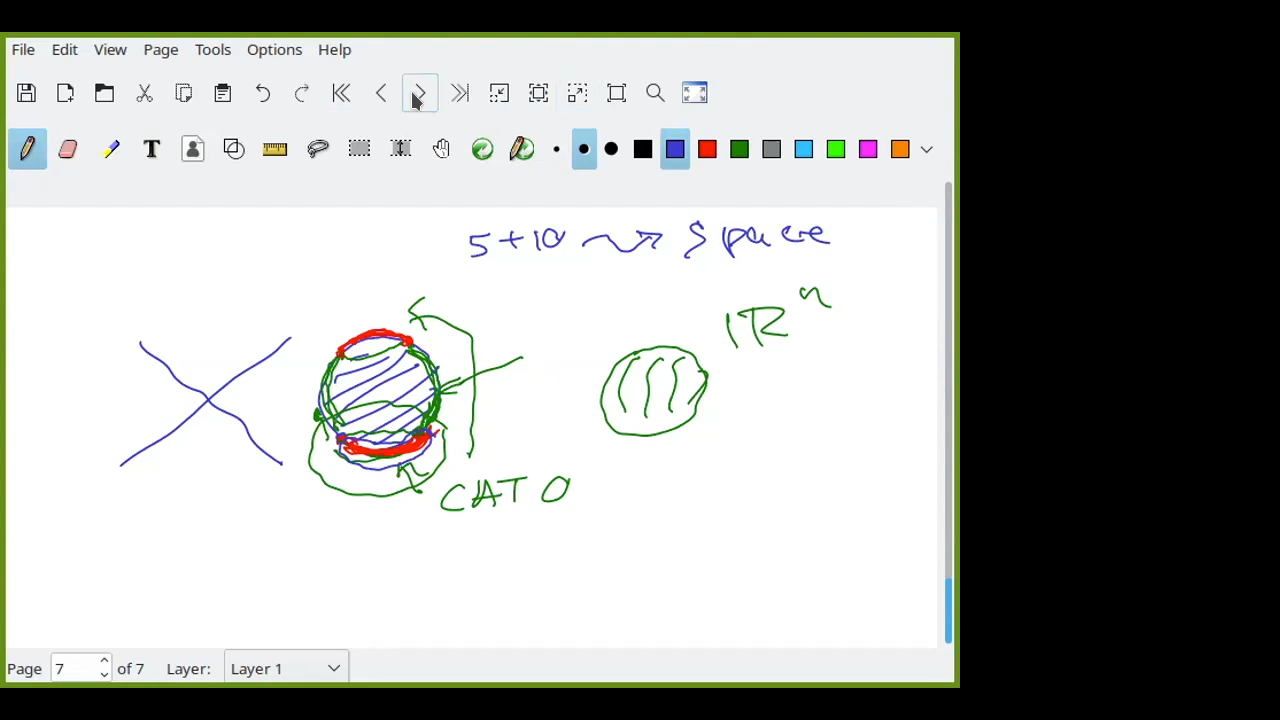 File Edit View Page Tools Options Help
T
5+10 ⇝ Space
ℝⁿ
CAT 0
Page 7 of 7 Layer: Layer 1